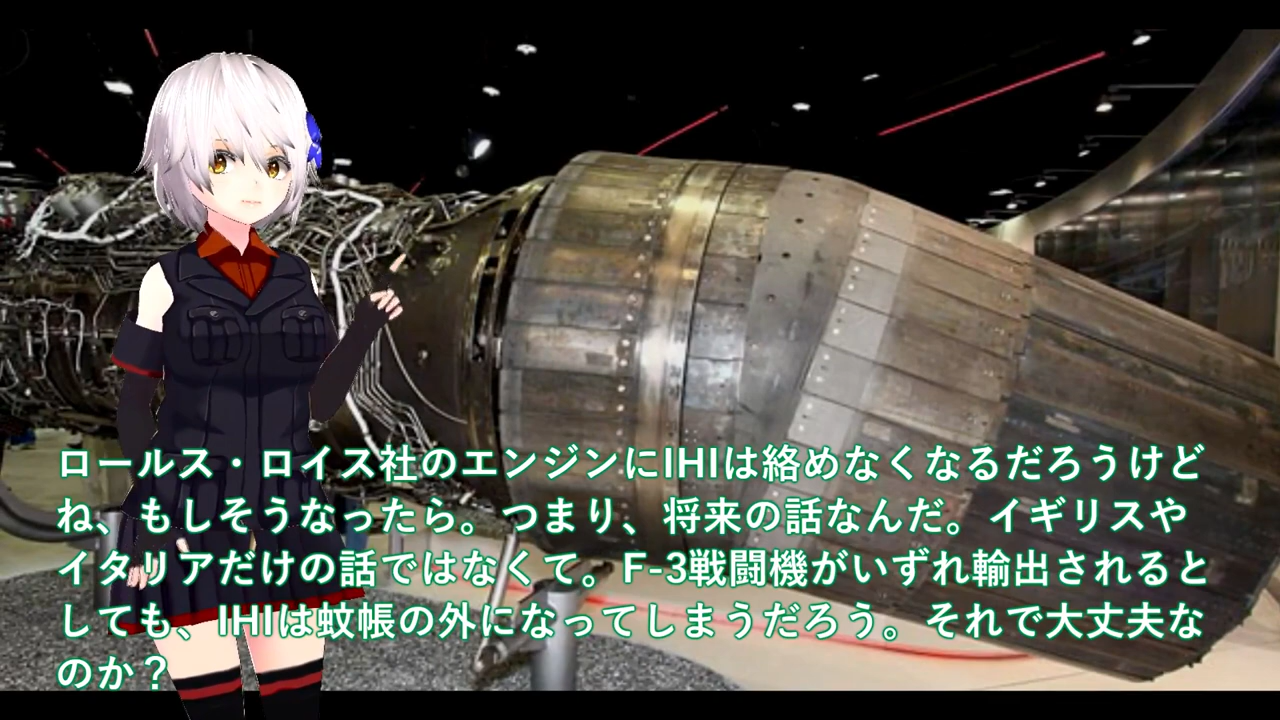 ロールス・ロイス社のエンジンにIHIは絡めなくなるだろうけど
ね、もしそうなったら。つまり、将来の話なんだ。イギリスや
イタリアだけの話ではなくて。F-3戦闘機がいずれ輸出されると
しても、IHIは蚊帳の外になってしまうだろう。それで大丈夫な
のか？